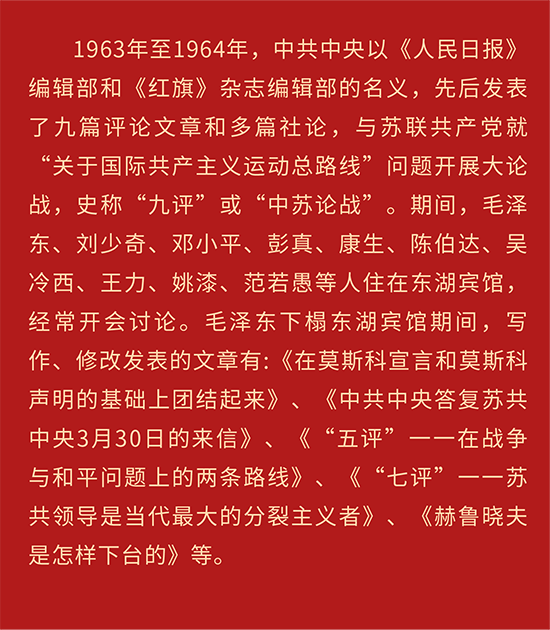 1963年至1964年，中共中央以《人民日报》
编辑部和《红旗》杂志编辑部的名义，先后发表
了九篇评论文章和多篇社论，与苏联共产党就
“关于国际共产主义运动总路线”问题开展大论
战，史称“九评”或“中苏论战”。期间，毛泽
东、刘少奇、邓小平、彭真、康生、陈伯达、吴
冷西、王力、姚溱、范若愚等人住在东湖宾馆，
经常开会讨论。毛泽东下榻东湖宾馆期间，写
作、修改发表的文章有:《在莫斯科宣言和莫斯科
声明的基础上团结起来》、《中共中央答复苏共
中央3月30日的来信》、《“五评”一一在战争
与和平问题上的两条路线》、《“七评”一一苏
共领导是当代最大的分裂主义者》、《赫鲁晓夫
是怎样下台的》等。